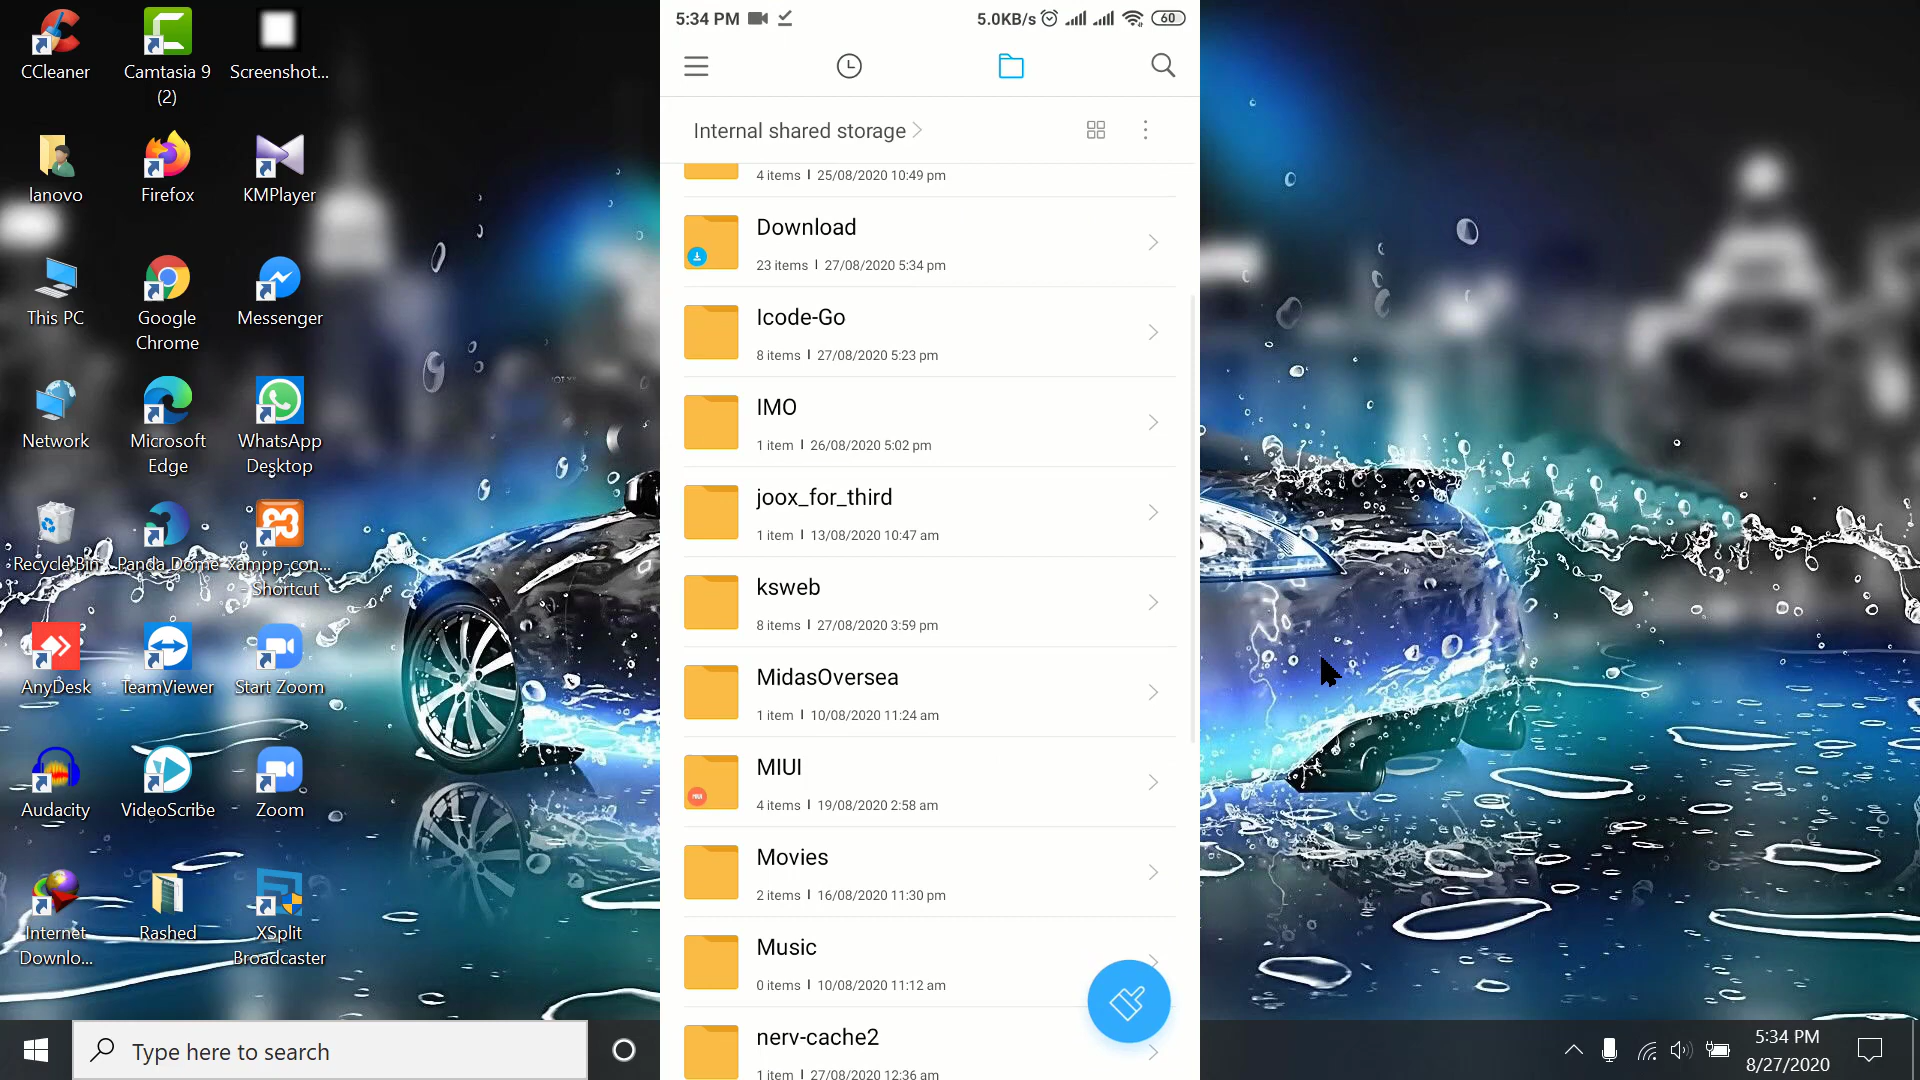 CCleaner
Camtasia 9
(2)
Screenshot...
lanovo
Firefox
KMPlayer
This PC
Google
Chrome
Messenger
Network
Microsoft
Edge
WhatsApp
Desktop
Recycle Bin
Panda Dome
xampp-con...
- Shortcut
AnyDesk
TeamViewer
Start Zoom
Audacity
VideoScribe
Zoom
Internet
Downlo...
Rashed
XSplit
Broadcaster
5:34 PM
5.0KB/s
60
Internal shared storage
4 items | 25/08/2020 10:49 pm
Download
23 items | 27/08/2020 5:34 pm
Icode-Go
8 items | 27/08/2020 5:23 pm
IMO
1 item | 26/08/2020 5:02 pm
joox_for_third
1 item | 13/08/2020 10:47 am
ksweb
8 items | 27/08/2020 3:59 pm
MidasOversea
1 item | 10/08/2020 11:24 am
MIUI
4 items | 19/08/2020 2:58 am
Movies
2 items | 16/08/2020 11:30 pm
Music
0 items | 10/08/2020 11:12 am
nerv-cache2
1 item | 27/08/2020 12:36 am
Type here to search
5:34 PM
8/27/2020